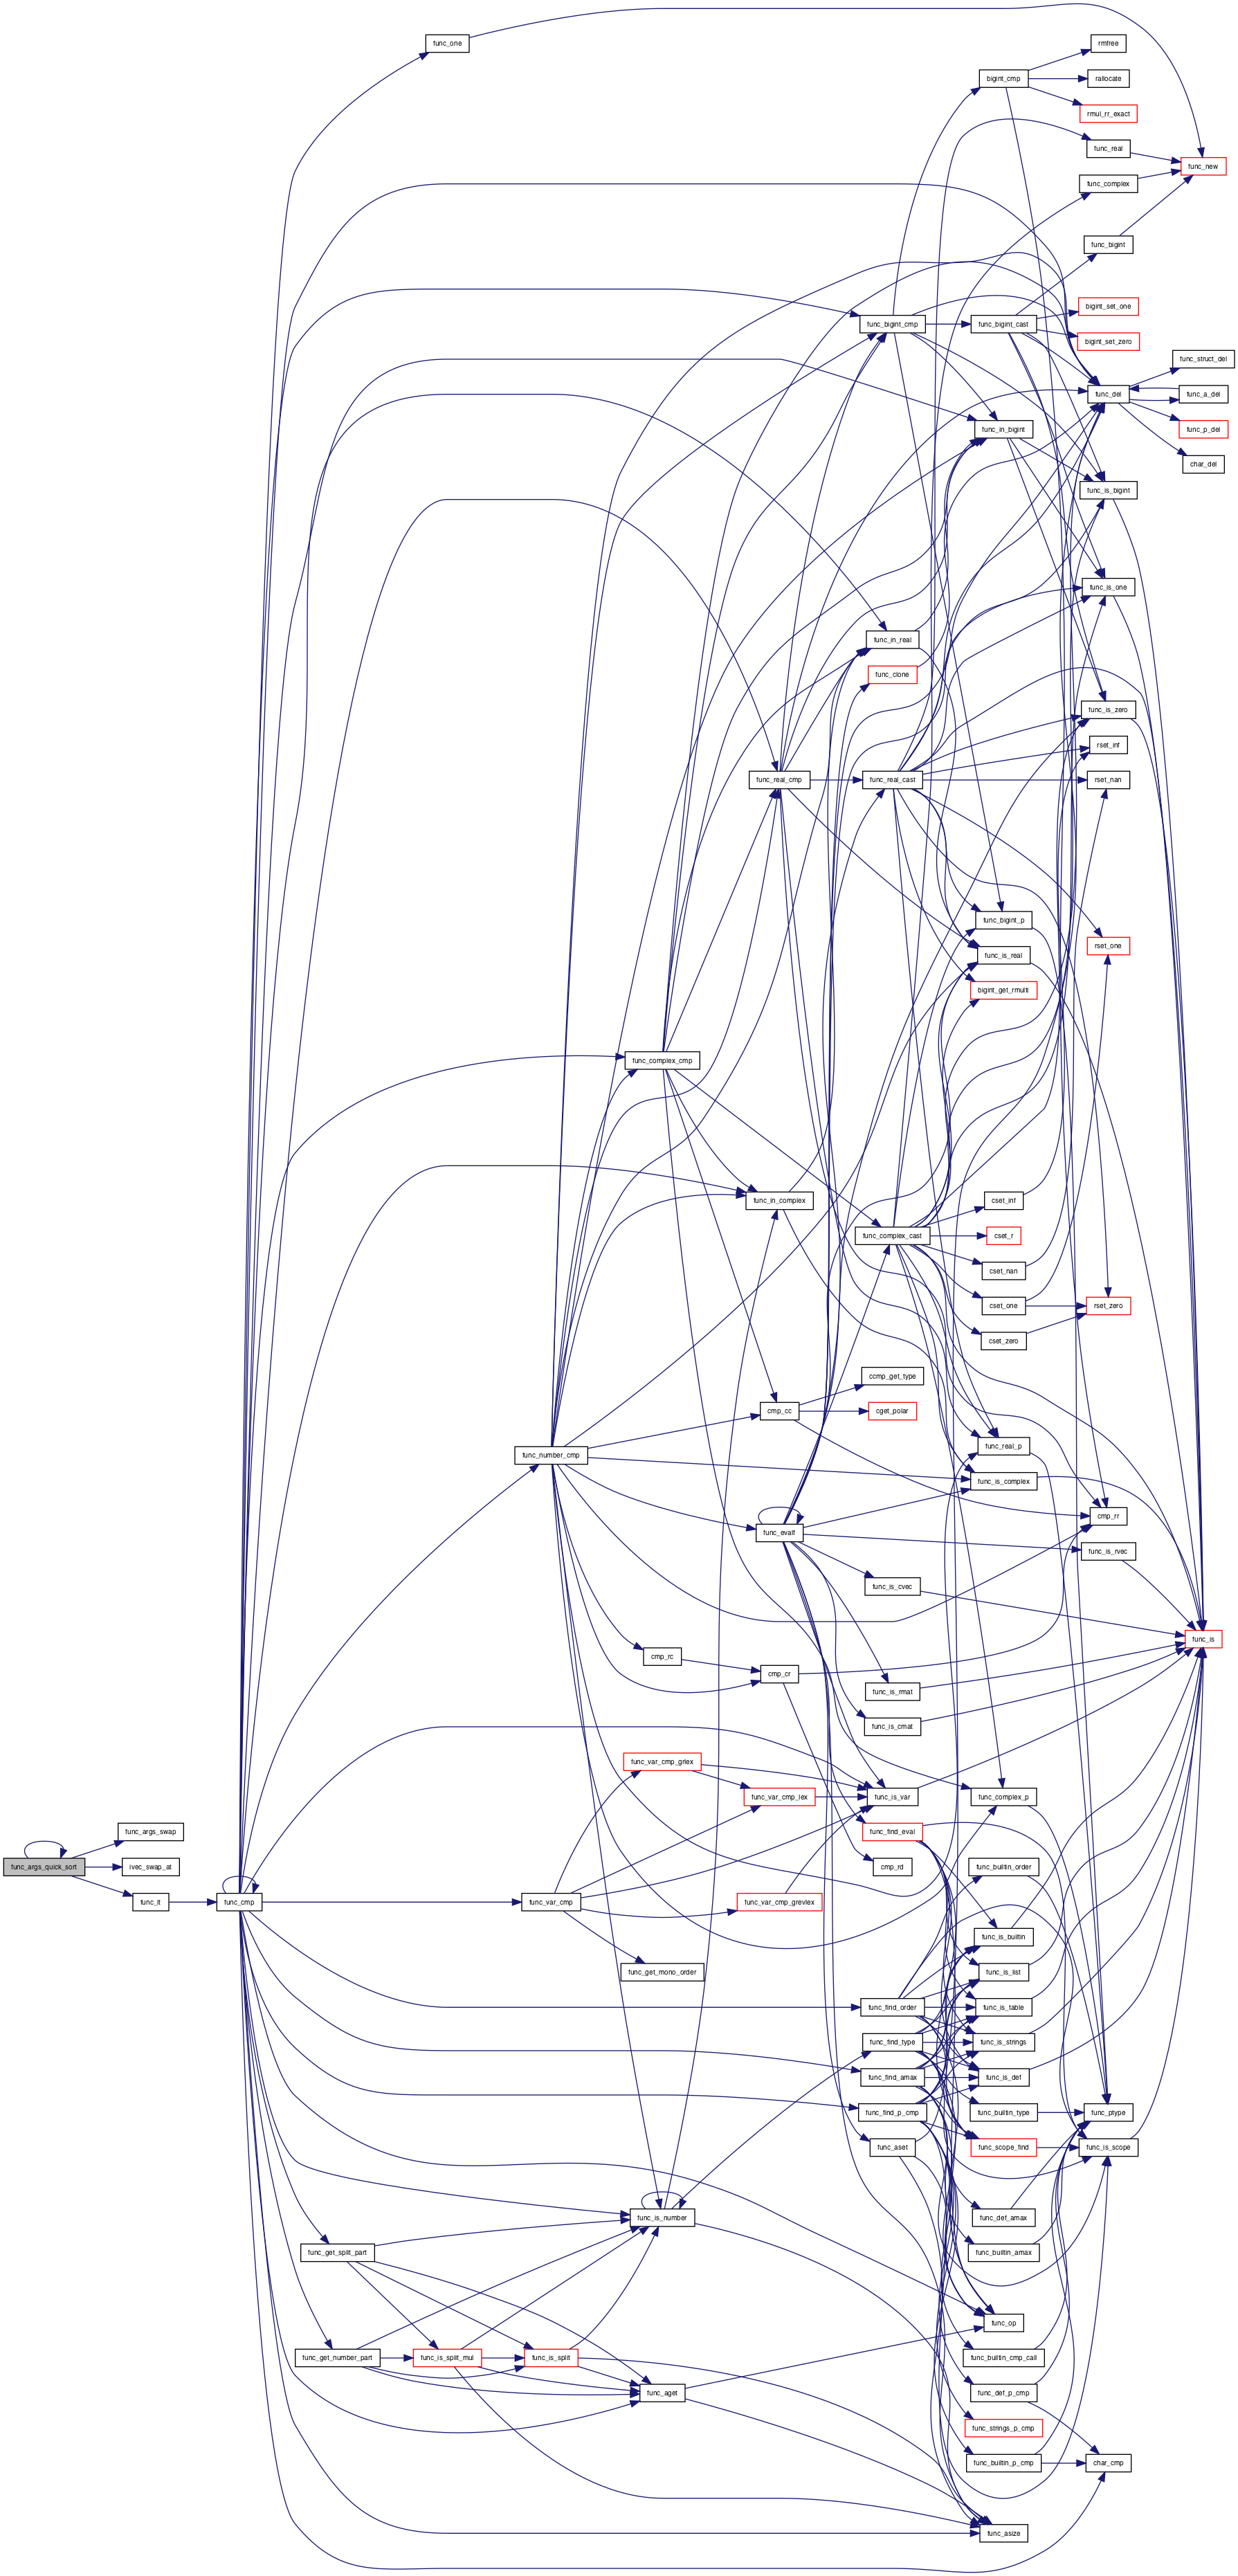 func_one
rmfree
bigint_cmp
rallocate
rmul_rr_exact
func_real
func_new
func_complex
func_bigint
bigint_set_one
func_bigint_cmp
func_bigint_cast
bigint_set_zero
func_struct_del
func_del
func_a_del
func_in_bigint
func_p_del
char_del
func_is_bigint
func_is_one
func_in_real
func_clone
func_is_zero
rset_inf
func_real_cmp
func_real_cast
rset_nan
func_bigint_p
rset_one
func_is_real
bigint_get_rmulti
func_complex_cmp
func_in_complex
cset_inf
func_complex_cast
cset_r
cset_nan
cset_one
rset_zero
cset_zero
ccmp_get_type
cmp_cc
cget_polar
func_real_p
func_number_cmp
func_is_complex
cmp_rr
func_evalf
func_is_rvec
func_is_cvec
func_is
cmp_rc
cmp_cr
func_is_rmat
func_is_cmat
func_var_cmp_grlex
func_var_cmp_lex
func_is_var
func_complex_p
func_args_swap
func_find_eval
func_args_quick_sort
ivec_swap_at
cmp_rd
func_builtin_order
func_lt
func_cmp
func_var_cmp
func_var_cmp_grevlex
func_is_builtin
func_get_mono_order
func_is_list
func_find_order
func_is_table
func_find_type
func_is_strings
func_find_amax
func_is_def
func_find_p_cmp
func_builtin_type
func_ptype
func_aset
func_scope_find
func_is_scope
func_is_number
func_def_amax
func_get_split_part
func_builtin_amax
func_op
func_get_number_part
func_is_split_mul
func_is_split
func_builtin_cmp_call
func_aget
func_def_p_cmp
func_strings_p_cmp
func_builtin_p_cmp
char_cmp
func_asize